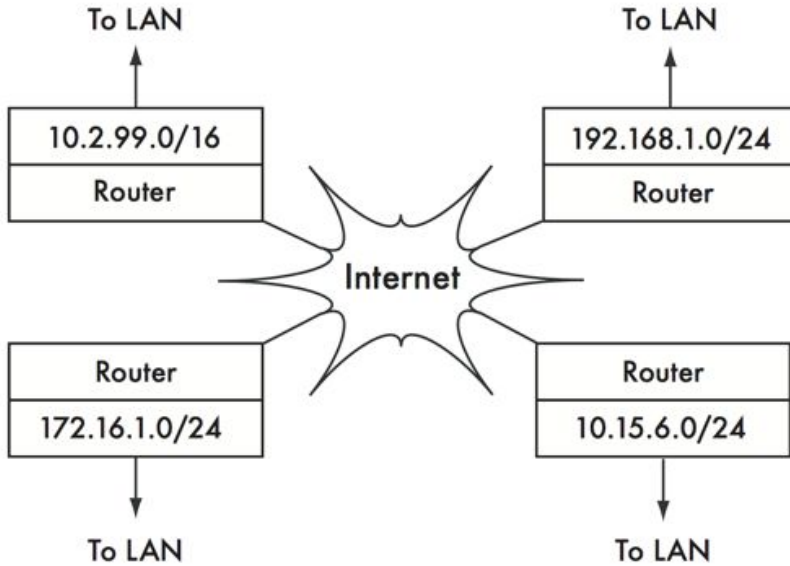 To LAN
To LAN
10.2.99.0/16
Router
192.168.1.0/24
Router
Internet
Router
172.16.1.0/24
Router
10.15.6.0/24
To LAN
To LAN